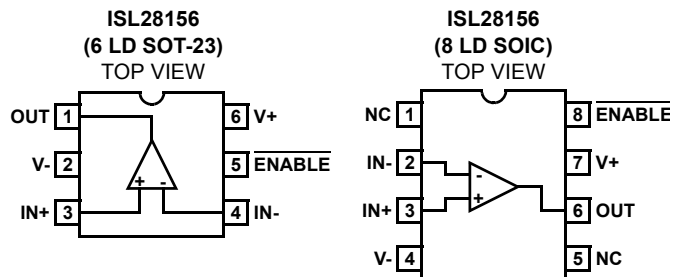 ISL28156
(6 LD SOT-23)
TOP VIEW
OUT 1
6 V+
V- 2
5 ENABLE
+ -
IN+ 3
4 IN-
ISL28156
(8 LD SOIC)
TOP VIEW
NC 1
8 ENABLE
IN- 2
-
7 V+
IN+ 3
+
6 OUT
V- 4
5 NC